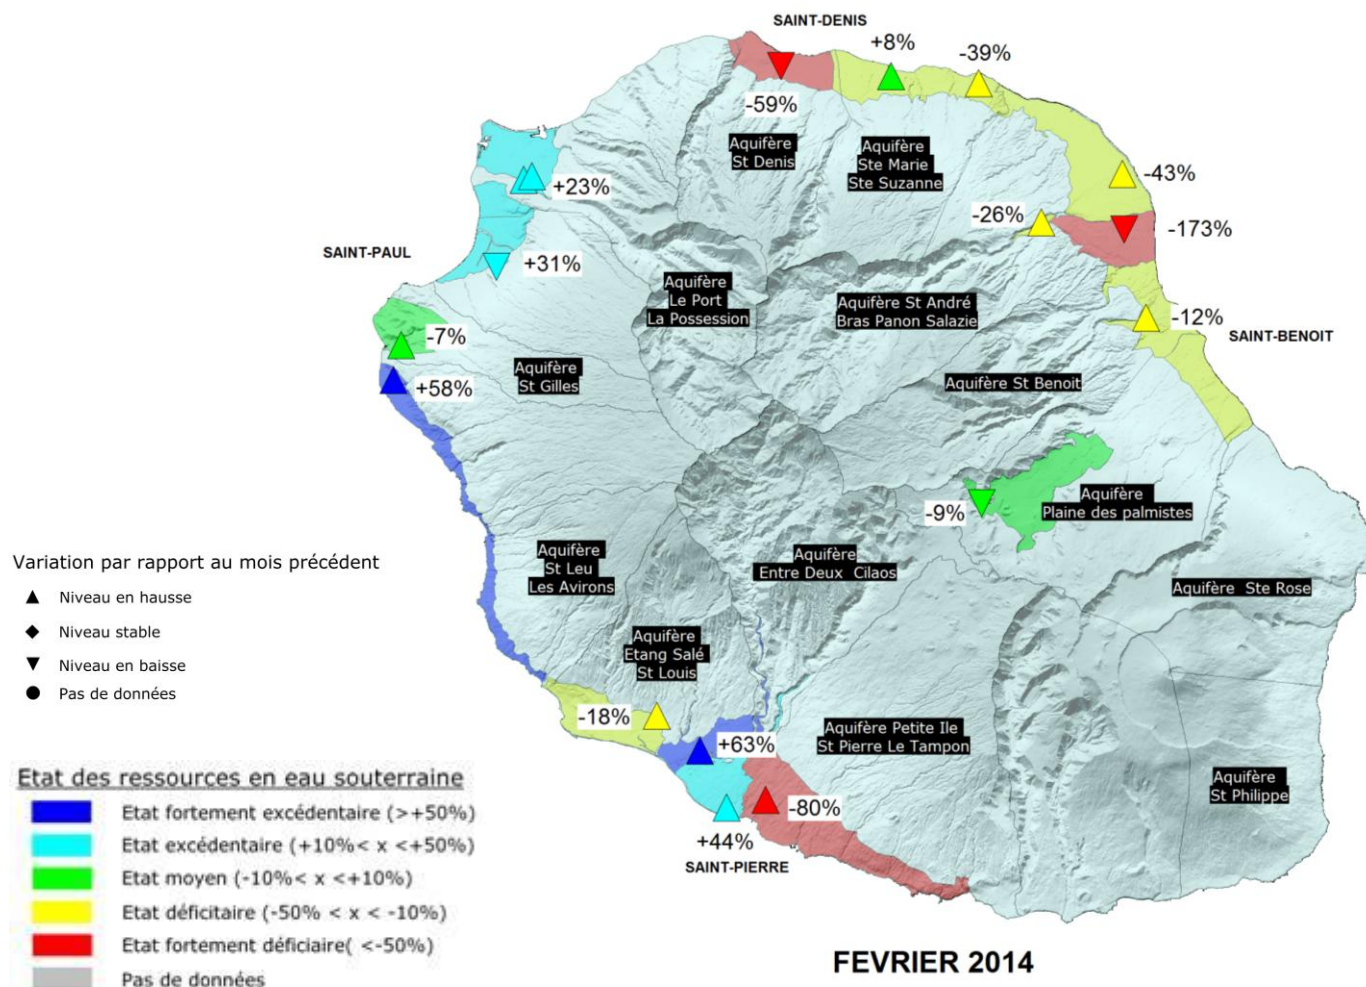 SAINT-DENIS
+8%
-39%
-59%
Aquifère
St Denis
Aquifère
Ste Marie
Ste Suzanne
+23%
-43%
-26%
-173%
SAINT-PAUL
+31%
Aquifère
Le Port
La Possession
Aquifère St André
Bras Panon Salazie
-12%
SAINT-BENOIT
-7%
+58%
Aquifère
St Gilles
Aquifère St Benoit
-9%
Aquifère
Plaine des palmistes
Aquifère
St Leu
Les Avirons
Aquifère
Entre Deux Cilaos
Aquifère Ste Rose
Aquifère
Etang Salé
St Louis
-18%
+63%
Aquifère Petite Ile
St Pierre Le Tampon
Aquifère
St Philippe
-80%
+44%
SAINT-PIERRE
Variation par rapport au mois précédent
Niveau en hausse
Niveau stable
Niveau en baisse
Pas de données
Etat des ressources en eau souterraine
Etat fortement excédentaire (>+50%)
Etat excédentaire (+10%< x <+50%)
Etat moyen (-10%< x <+10%)
Etat déficitaire (-50% < x < -10%)
Etat fortement déficiaire( <-50%)
Pas de données
FEVRIER 2014